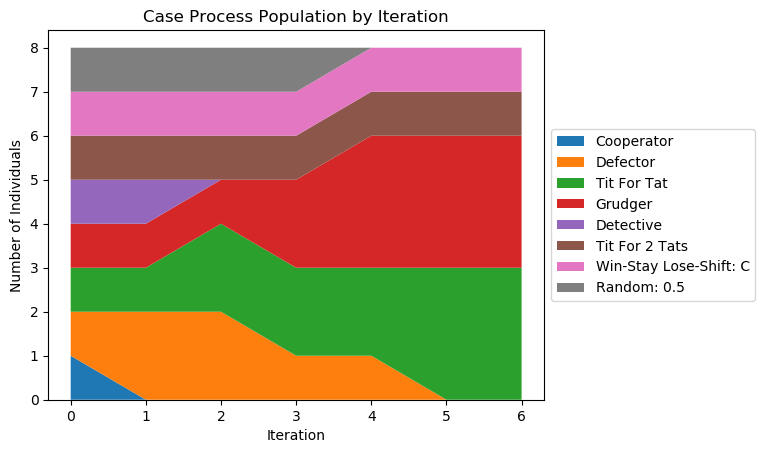 Case Process Population by Iteration
Number of Individuals
8
7
6
5
4
3
2
1
0
0 1 2 3 4 5 6
Iteration
Cooperator
Defector
Tit For Tat
Grudger
Detective
Tit For 2 Tats
Win-Stay Lose-Shift: C
Random: 0.5